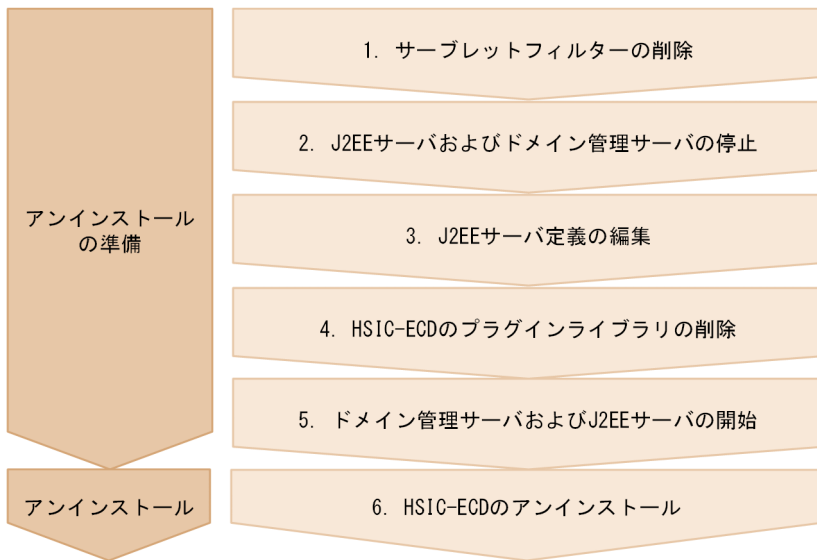 アンインストール
の準備
1. サーブレットフィルターの削除
2. J2EEサーバおよびドメイン管理サーバの停止
3. J2EEサーバ定義の編集
4. HSIC-ECDのプラグインライブラリの削除
5. ドメイン管理サーバおよびJ2EEサーバの開始
アンインストール
6. HSIC-ECDのアンインストール